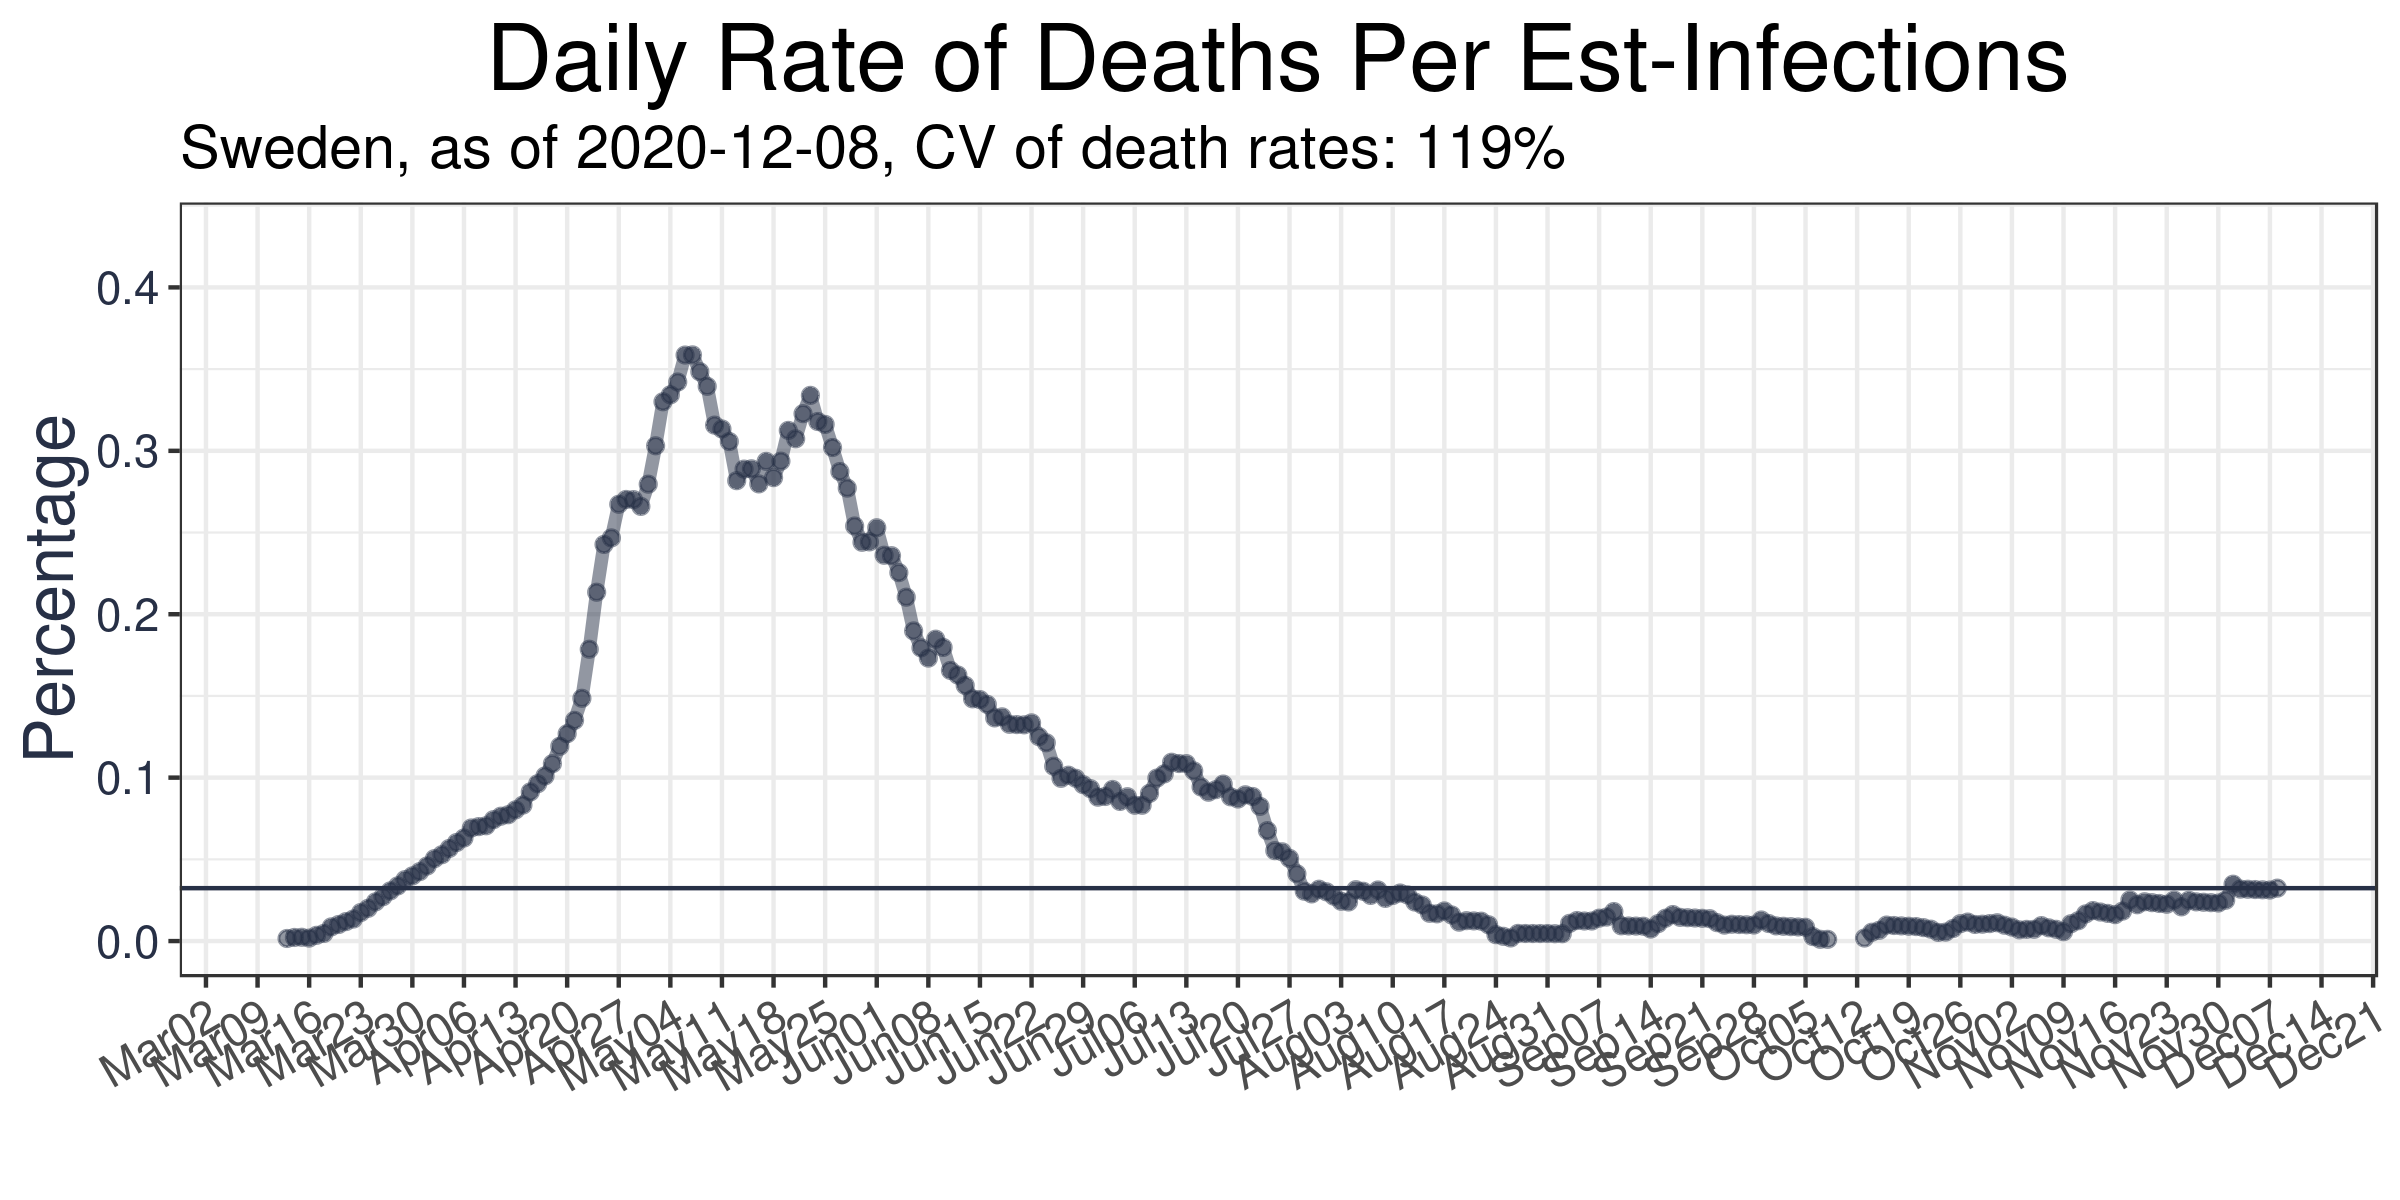 Daily Rate of Deaths Per Est-Infections
Sweden, as of 2020-12-08, CV of death rates: 119%
Percentage
0.4
0.3
0.2
0.1
0.0
Mar02
Mar09
Mar16
Mar23
Mar30
Apr06
Apr13
Apr20
Apr27
May04
May11
May18
May25
Jun01
Jun08
Jun15
Jun22
Jun29
Jul06
Jul13
Jul20
Jul27
Aug03
Aug10
Aug17
Aug24
Aug31
Sep07
Sep14
Sep21
Sep28
Oct05
Oct12
Oct19
Oct26
Nov02
Nov09
Nov16
Nov23
Nov30
Dec07
Dec14
Dec21